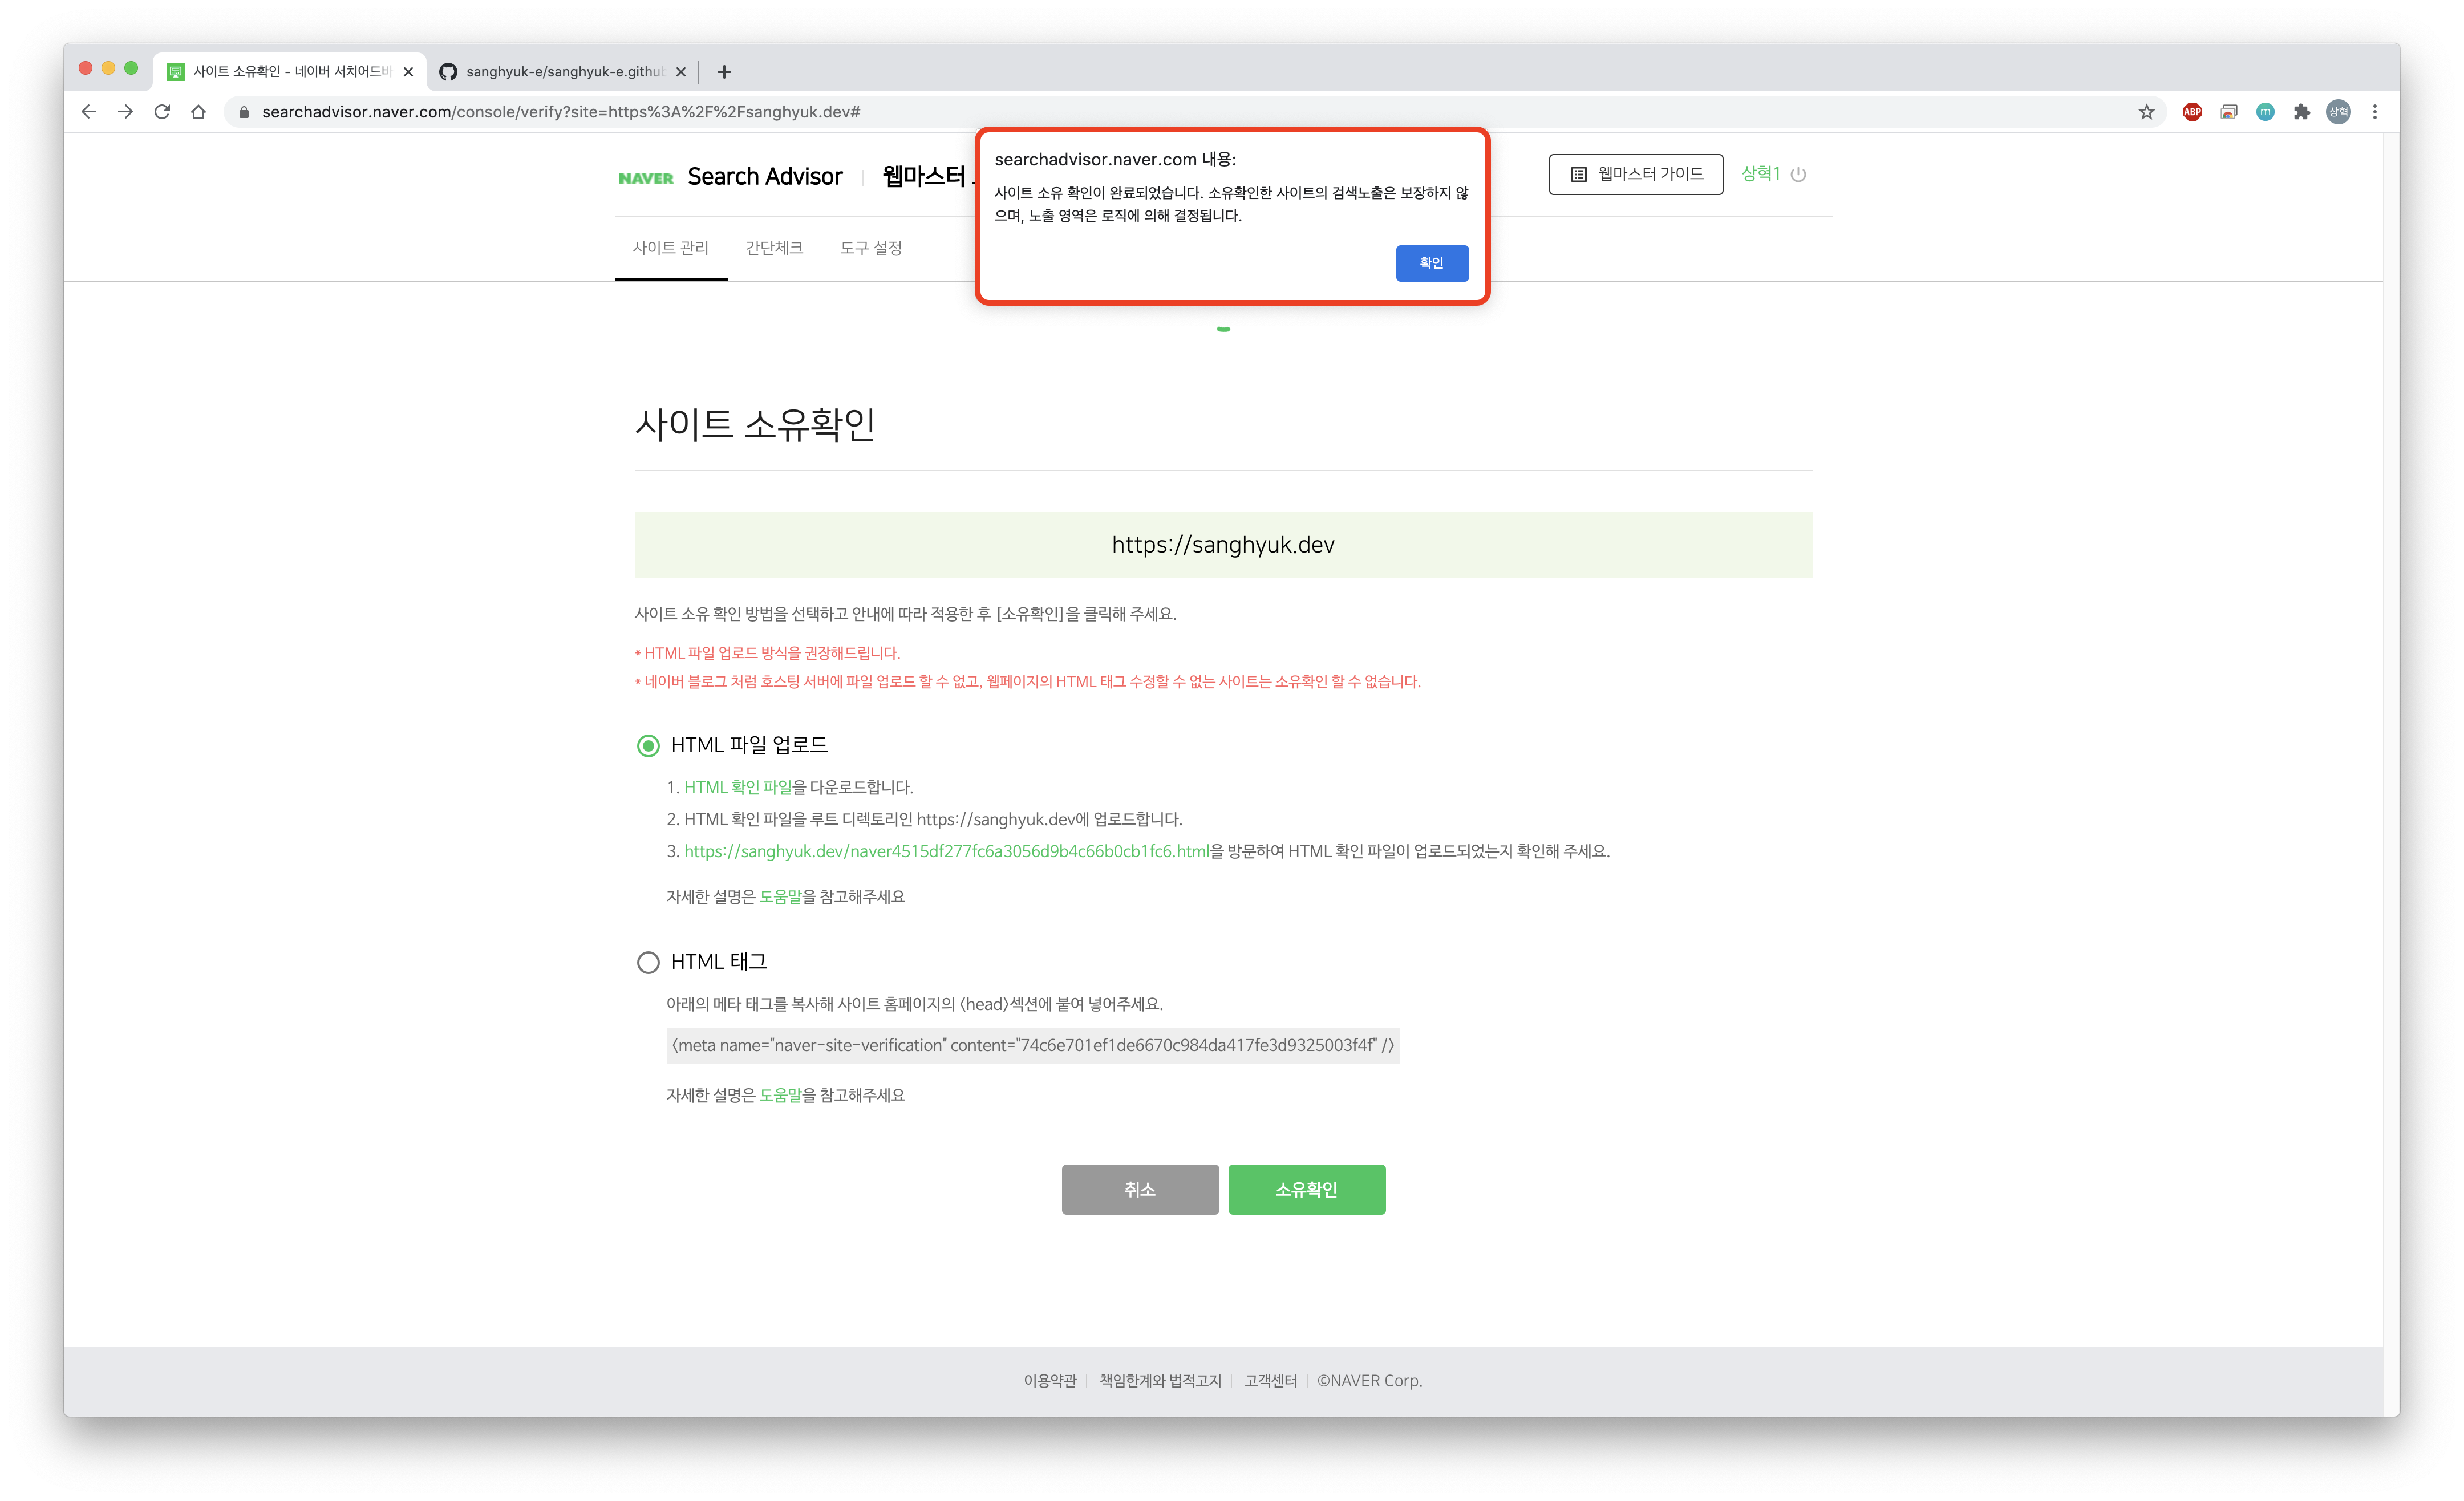 사이트 소유확인 - 네이버 서치어드바
sanghyuk-e/sanghyuk-e.github
searchadvisor.naver.com/console/verify?site=https%3A%2F%2Fsanghyuk.dev#
ABP
m
상혁
NAVER Search Advisor
웹마스터
searchadvisor.naver.com 내용:
사이트 소유 확인이 완료되었습니다. 소유확인한 사이트의 검색노출은 보장하지 않
으며, 노출 영역은 로직에 의해 결정됩니다.
확인
웹마스터 가이드
상혁1
사이트 관리
간단체크
도구 설정
사이트 소유확인
https://sanghyuk.dev
사이트 소유 확인 방법을 선택하고 안내에 따라 적용한 후 [소유확인]을 클릭해 주세요.
* HTML 파일 업로드 방식을 권장해드립니다.
* 네이버 블로그 처럼 호스팅 서버에 파일 업로드 할 수 없고, 웹페이지의 HTML 태그 수정할 수 없는 사이트는 소유확인 할 수 없습니다.
HTML 파일 업로드
1. HTML 확인 파일을 다운로드합니다.
2. HTML 확인 파일을 루트 디렉토리인 https://sanghyuk.dev에 업로드합니다.
3. https://sanghyuk.dev/naver4515df277fc6a3056d9b4c66b0cb1fc6.html을 방문하여 HTML 확인 파일이 업로드되었는지 확인해 주세요.
자세한 설명은 도움말을 참고해주세요
HTML 태그
아래의 메타 태그를 복사해 사이트 홈페이지의 <head>섹션에 붙여 넣어주세요.
<meta name="naver-site-verification" content="74c6e701ef1de6670c984da417fe3d9325003f4f" />
자세한 설명은 도움말을 참고해주세요
취소
소유확인
이용약관
책임한계와 법적고지
고객센터
©NAVER Corp.